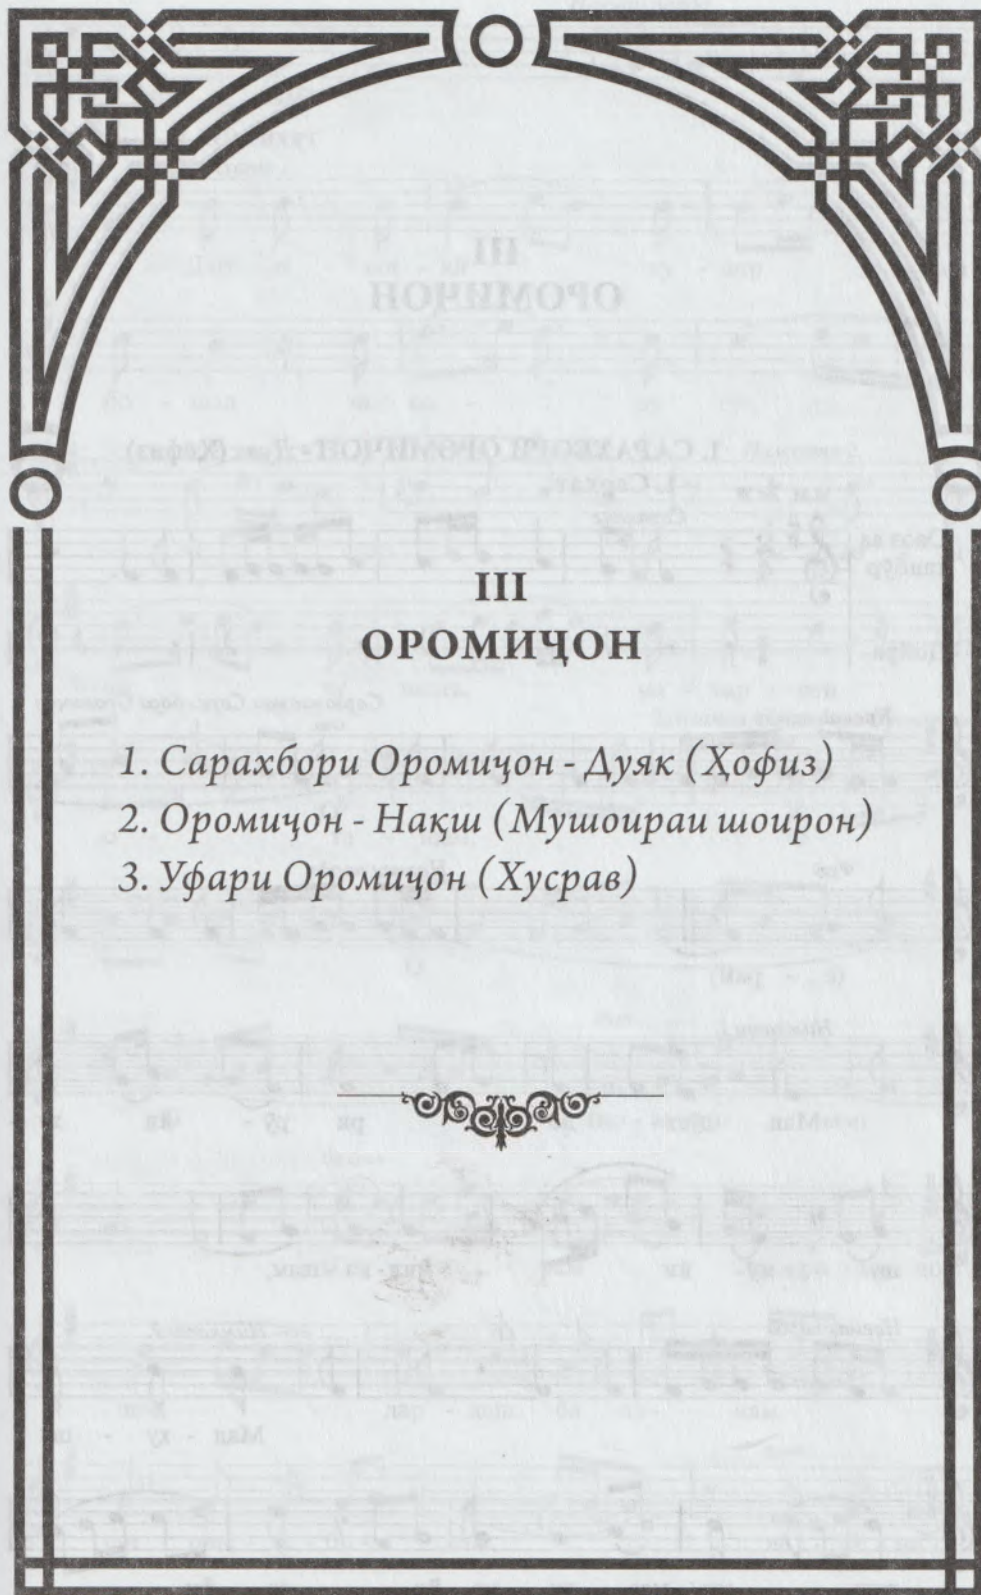 III
ОРОМИҶОН
1. Сарахбори Оромиҷон - Дуяк (Ҳофиз)
2. Оромиҷон - Нақш (Мушоираи шоирон)
3. Уфари Оромиҷон (Хусрав)